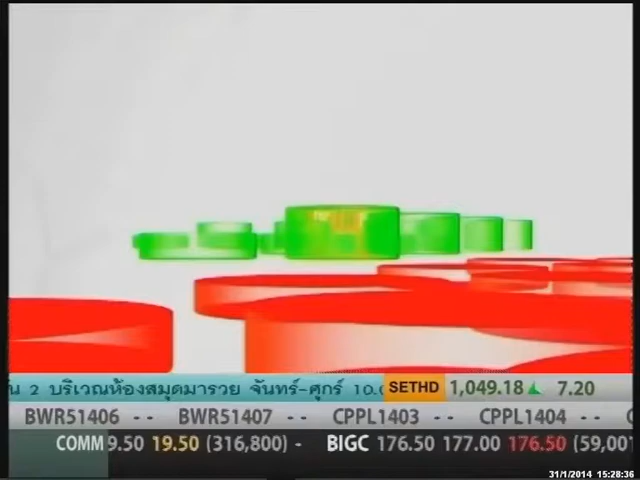 2 บริเวณห้องสมุดมารวย จันทร์-ศุกร์ 10. SETHD 1,049.18 ▲ 7.20
BWR51406 - - BWR51407 - - CPPL1403 - - CPPL1404 - -
COMM 9.50 19.50 (316,800) - BIGC 176.50 177.00 176.50 (59,00
31/1/2014 15:28:36